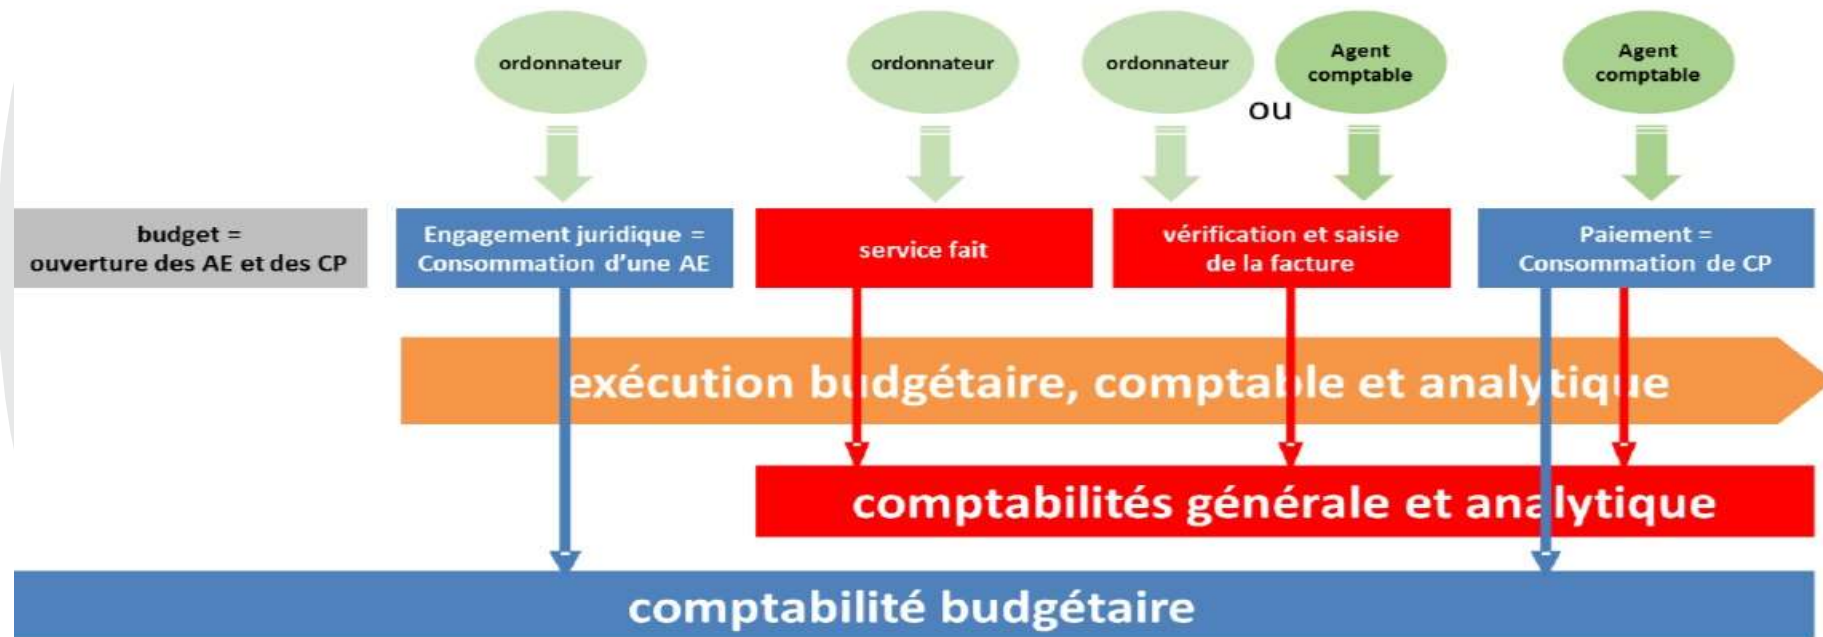 ordonnateur
ordonnateur
ordonnateur
ou
Agent
comptable
Agent
comptable
budget =
ouverture des AE et des CP
Engagement juridique =
Consommation d'une AE
service fait
vérification et saisie
de la facture
Paiement =
Consommation de CP
exécution budgétaire, comptable et analytique
comptabilités générale et analytique
comptabilité budgétaire